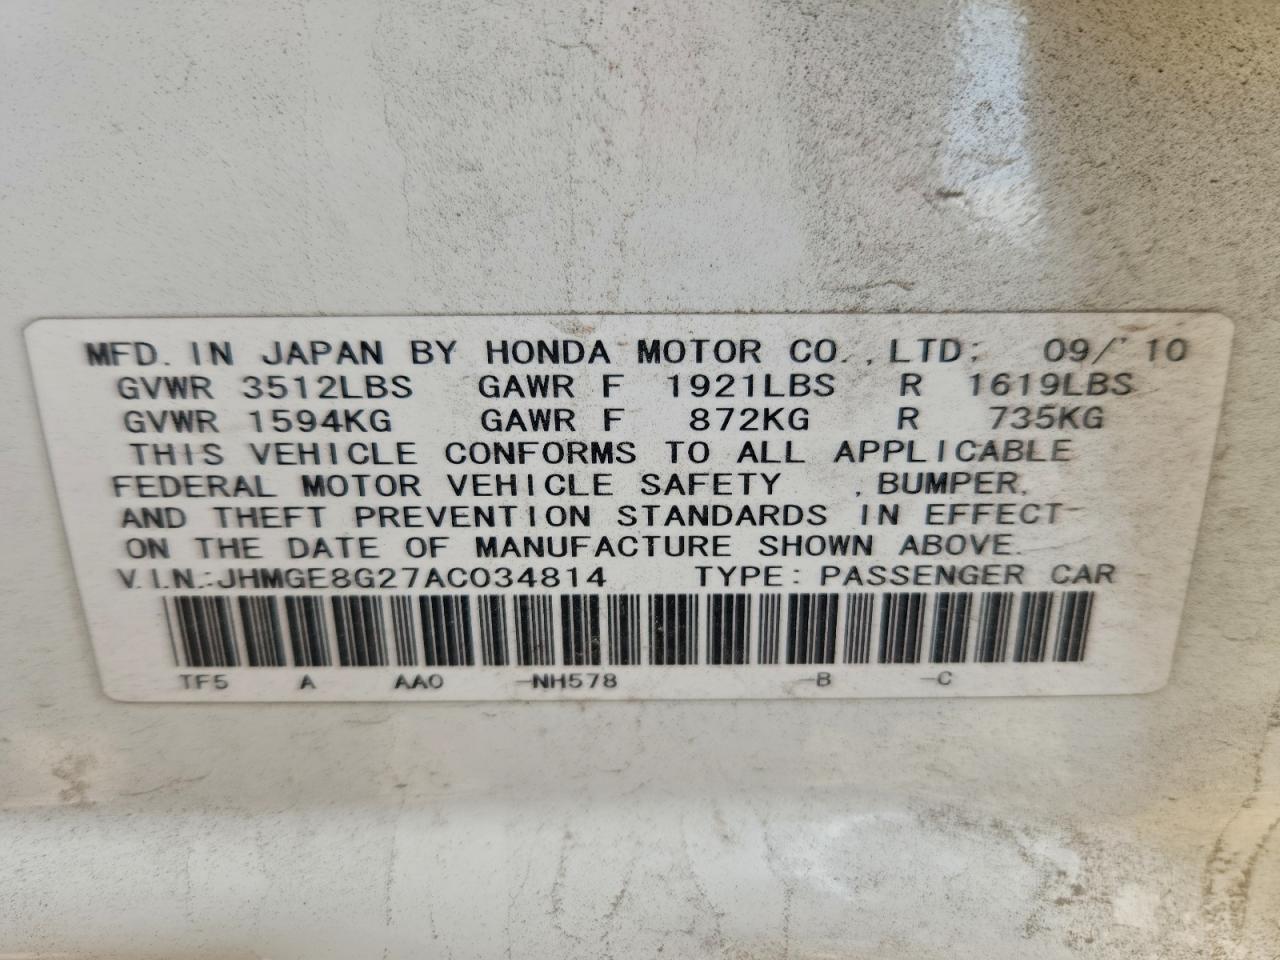 MFD. IN JAPAN BY HONDA MOTOR CO., LTD. 09/'10
GVWR 3512LBS GAWR F 1921LBS R 1619LBS
GVWR 1594KG GAWR F 872KG R 735KG
THIS VEHICLE CONFORMS TO ALL APPLICABLE
FEDERAL MOTOR VEHICLE SAFETY , BUMPER,
AND THEFT PREVENTION STANDARDS IN EFFECT
ON THE DATE OF MANUFACTURE SHOWN ABOVE.
V.I.N.:JHMGE8G27AC034814 TYPE: PASSENGER CAR
TF5 A AA0 -NH578 -B -C